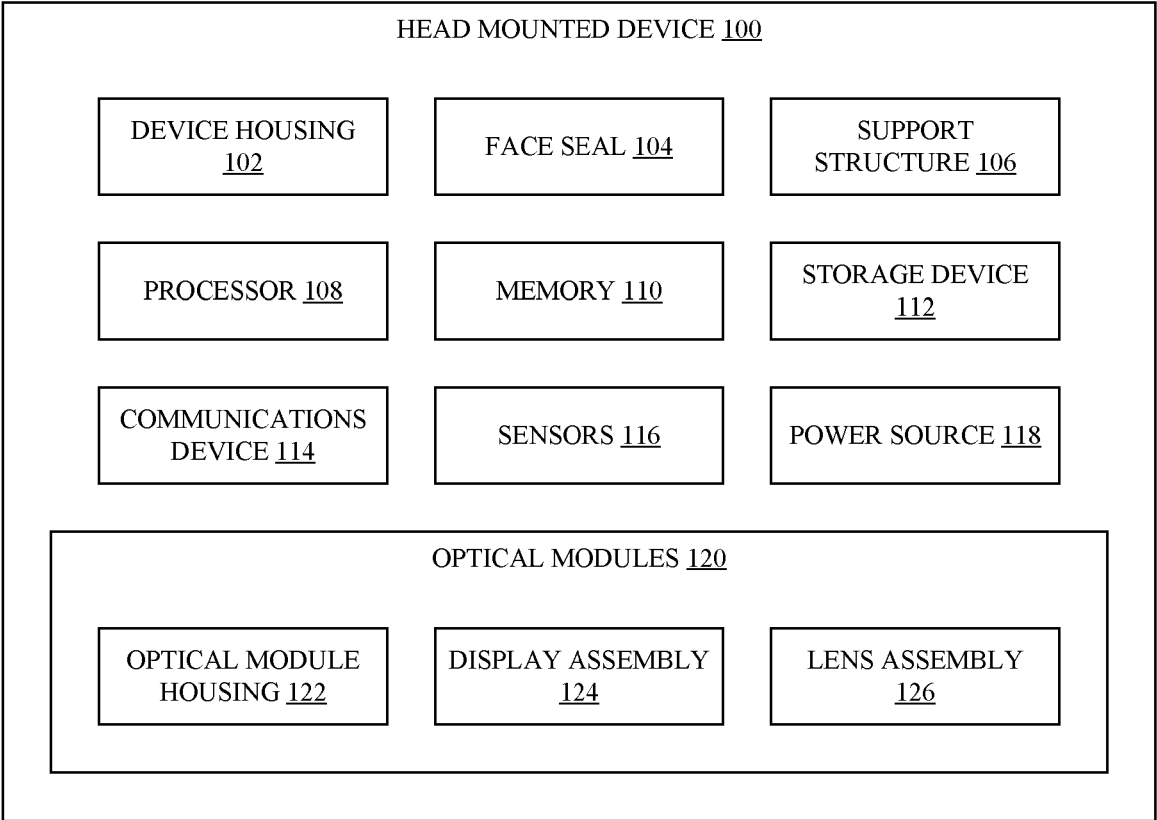 HEAD MOUNTED DEVICE 100
DEVICE HOUSING
102
FACE SEAL 104
SUPPORT
STRUCTURE 106
PROCESSOR 108
MEMORY 110
STORAGE DEVICE
112
COMMUNICATIONS
DEVICE 114
SENSORS 116
POWER SOURCE 118
OPTICAL MODULES 120
OPTICAL MODULE
HOUSING 122
DISPLAY ASSEMBLY
124
LENS ASSEMBLY
126